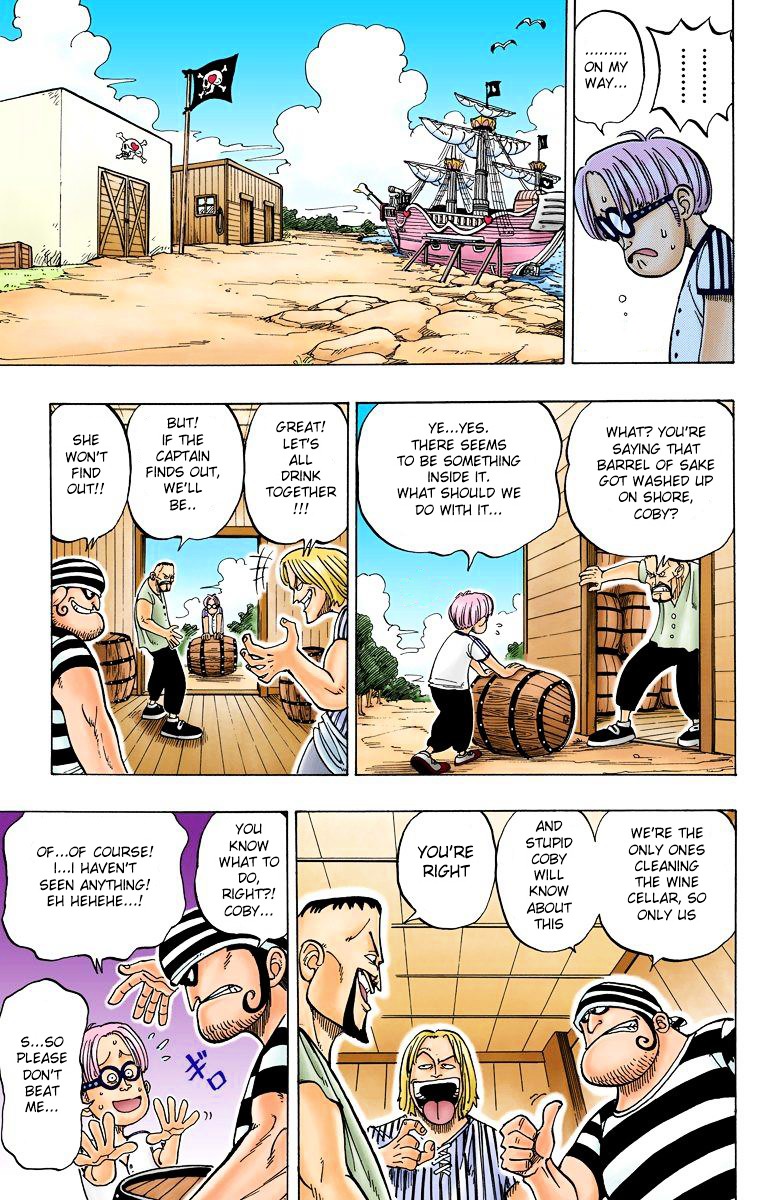 .........
.........
ON MY
WAY...
WHAT? YOU'RE
SAYING THAT
BARREL OF SAKE
GOT WASHED UP
ON SHORE,
COBY?
YE...YES.
THERE SEEMS
TO BE SOMETHING
INSIDE IT.
WHAT SHOULD WE
DO WITH IT...
GREAT!
LET'S
ALL
DRINK
TOGETHER
!!!
BUT!
IF THE
CAPTAIN
FINDS OUT,
WE'LL
BE..
SHE
WON'T
FIND
OUT!!
WE'RE THE
ONLY ONES
CLEANING
THE WINE
CELLAR, SO
ONLY US
AND
STUPID
COBY
WILL
KNOW
ABOUT
THIS
YOU'RE
RIGHT
YOU
KNOW
WHAT TO
DO,
RIGHT?!
COBY...
OF...OF COURSE!
I...I HAVEN'T
SEEN ANYTHING!
EH HEHEHE...!
ギロ
S...SO
PLEASE
DON'T
BEAT
ME...